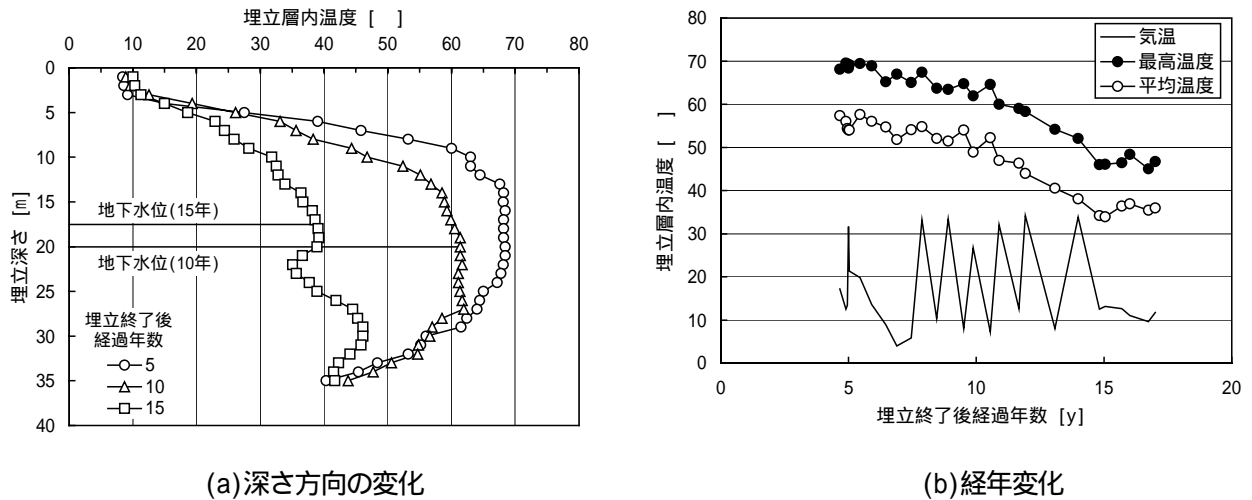 埋立層内温度 [　]
0 10 20 30 40 50 60 70 80
0
5
10
15
20
25
30
35
40
埋立深さ [m]
地下水位(15年)
地下水位(10年)
埋立終了後
経過年数
5
10
15
(a)深さ方向の変化
80
70
60
50
40
30
20
10
0
埋立層内温度 [　]
気温
最高温度
平均温度
0 5 10 15 20
埋立終了後経過年数 [y]
(b)経年変化